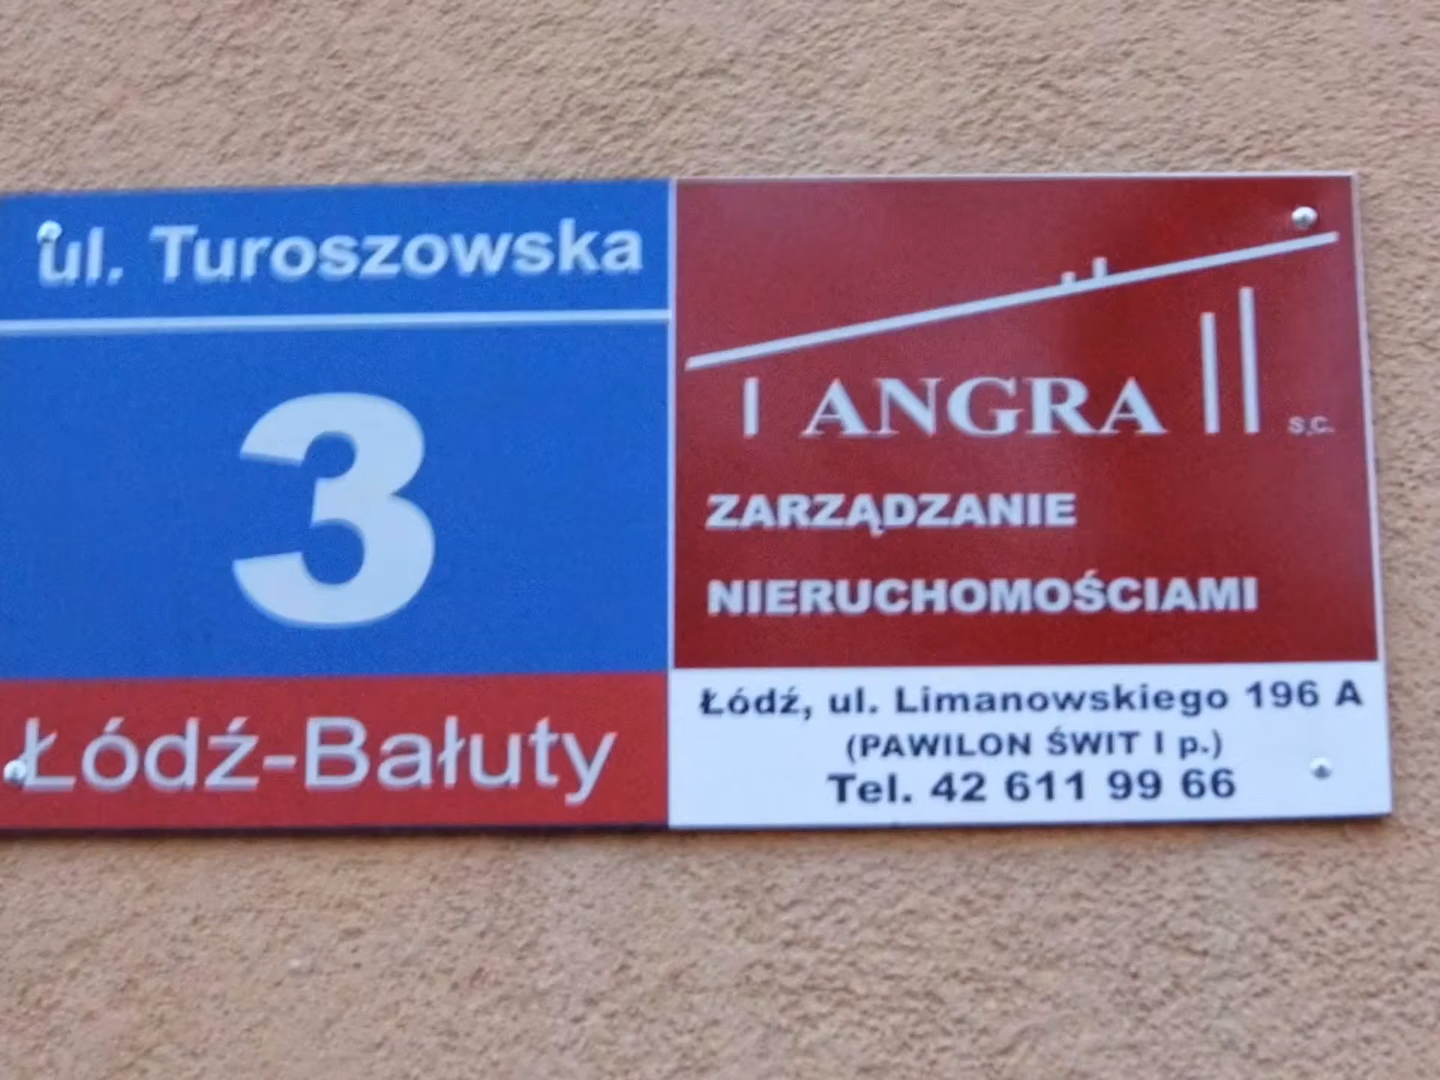 ul. Turoszowska
3
Łódź-Bałuty
ANGRA s.c.
ZARZĄDZANIE
NIERUCHOMOŚCIAMI
Łódź, ul. Limanowskiego 196 A
(PAWILON ŚWIT I p.)
Tel. 42 611 99 66